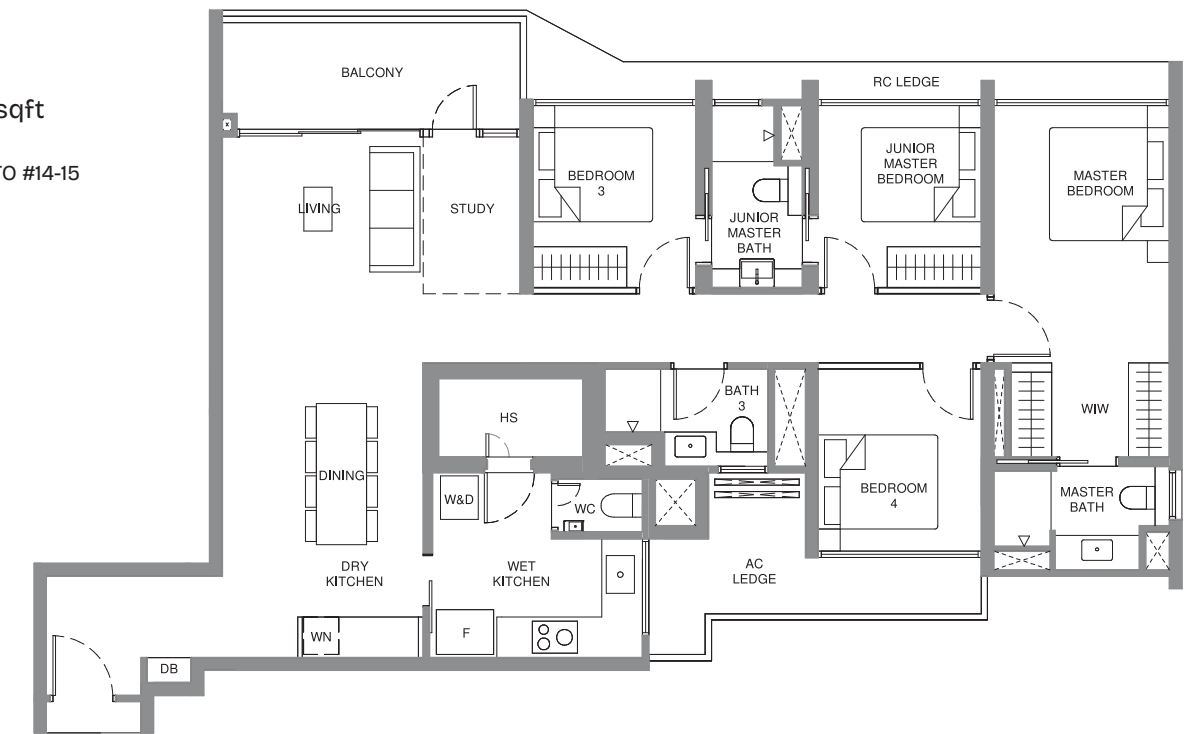 sqft
TO #14-15
BALCONY
RC LEDGE
LIVING
STUDY
BEDROOM
3
JUNIOR
MASTER
BATH
JUNIOR
MASTER
BEDROOM
MASTER
BEDROOM
HS
BATH
3
WIW
DINING
W&D
WC
BEDROOM
4
MASTER
BATH
DRY
KITCHEN
WET
KITCHEN
AC
LEDGE
WN
F
DB